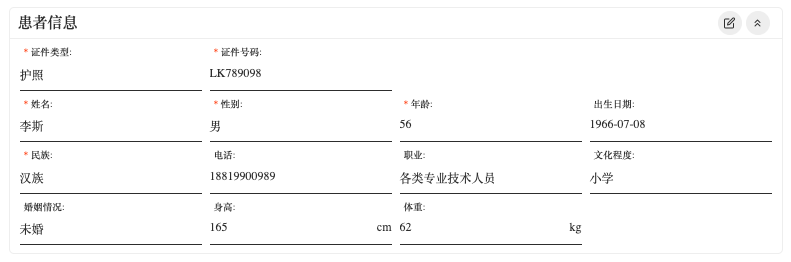 患者信息
* 证件类型: * 证件号码:
护照 LK789098
* 姓名: * 性别: * 年龄: 出生日期:
李斯 男 56 1966-07-08
* 民族: 电话: 职业: 文化程度:
汉族 18819900989 各类专业技术人员 小学
婚姻情况: 身高: 体重:
未婚 165 cm 62 kg